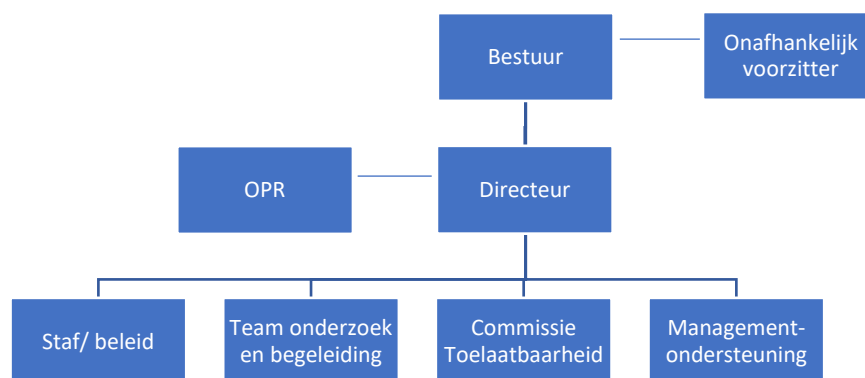 Bestuur
Onafhankelijk
voorzitter
OPR
Directeur
Staf/ beleid
Team onderzoek
en begeleiding
Commissie
Toelaatbaarheid
Management-
ondersteuning